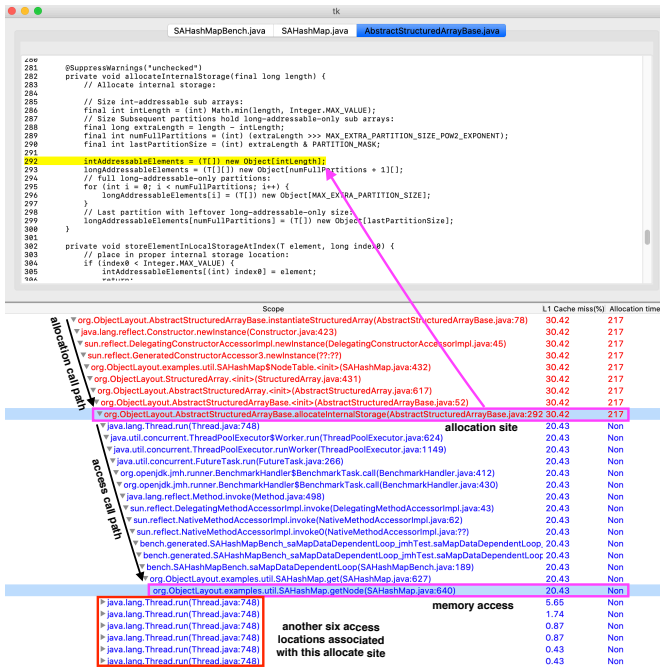 tk
SAHashMapBench.java SAHashMap.java AbstractStructuredArrayBase.java
280
281 @SuppressWarnings("unchecked")
282 private void allocateInternalStorage(final long length) {
283 // Allocate internal storage:
284
285 // Size int-addressable sub arrays:
286 final int intLength = (int) Math.min(length, Integer.MAX_VALUE);
287 // Size Subsequent partitions hold long-addressable-only sub arrays:
288 final long extraLength = length - intLength;
289 final int numFullPartitions = (int) (extraLength >>> MAX_EXTRA_PARTITION_SIZE_POW2_EXPONENT);
290 final int lastPartitionSize = (int) extraLength & PARTITION_MASK;
291
292 intAddressableElements = (T[]) new Object[intLength];
293 longAddressableElements = (T[][]) new Object[numFullPartitions + 1][];
294 // full long-addressable-only partitions:
295 for (int i = 0; i < numFullPartitions; i++) {
296 longAddressableElements[i] = (T[]) new Object[MAX_EXTRA_PARTITION_SIZE];
297 }
298 // Last partition with leftover long-addressable-only size:
299 longAddressableElements[numFullPartitions] = (T[]) new Object[lastPartitionSize];
300 }
301
302 private void storeElementInLocalStorageAtIndex(T element, long index0) {
303 // place in proper internal storage location:
304 if (index0 < Integer.MAX_VALUE) {
305 intAddressableElements[(int) index0] = element;
306 return;
Scope L1 Cache miss(%) Allocation time
org.ObjectLayout.AbstractStructuredArrayBase.instantiateStructuredArray(AbstractStructuredArrayBase.java:78) 30.42 217
java.lang.reflect.Constructor.newInstance(Constructor.java:423) 30.42 217
sun.reflect.DelegatingConstructorAccessorImpl.newInstance(DelegatingConstructorAccessorImpl.java:45) 30.42 217
sun.reflect.GeneratedConstructorAccessor3.newInstance(??:??) 30.42 217
org.ObjectLayout.examples.util.SAHashMap$NodeTable.<init>(SAHashMap.java:432) 30.42 217
org.ObjectLayout.StructuredArray.<init>(StructuredArray.java:431) 30.42 217
org.ObjectLayout.AbstractStructuredArray.<init>(AbstractStructuredArray.java:617) 30.42 217
org.ObjectLayout.AbstractStructuredArrayBase.<init>(AbstractStructuredArrayBase.java:52) 30.42 217
org.ObjectLayout.AbstractStructuredArrayBase.allocateInternalStorage(AbstractStructuredArrayBase.java:292 30.42 217
allocation call path
java.lang.Thread.run(Thread.java:748) allocation site 20.43 Non
java.util.concurrent.ThreadPoolExecutor$Worker.run(ThreadPoolExecutor.java:624) 20.43 Non
java.util.concurrent.ThreadPoolExecutor.runWorker(ThreadPoolExecutor.java:1149) 20.43 Non
java.util.concurrent.FutureTask.run(FutureTask.java:266) 20.43 Non
org.openjdk.jmh.runner.BenchmarkHandler$BenchmarkTask.call(BenchmarkHandler.java:412) 20.43 Non
org.openjdk.jmh.runner.BenchmarkHandler$BenchmarkTask.call(BenchmarkHandler.java:430) 20.43 Non
java.lang.reflect.Method.invoke(Method.java:498) 20.43 Non
sun.reflect.DelegatingMethodAccessorImpl.invoke(DelegatingMethodAccessorImpl.java:43) 20.43 Non
sun.reflect.NativeMethodAccessorImpl.invoke(NativeMethodAccessorImpl.java:62) 20.43 Non
sun.reflect.NativeMethodAccessorImpl.invoke0(NativeMethodAccessorImpl.java:??) 20.43 Non
bench.generated.SAHashMapBench_saMapDataDependentLoop_jmhTest.saMapDataDependentLoop 20.43 Non
bench.generated.SAHashMapBench_saMapDataDependentLoop_jmhTest.saMapDataDependentLoop 20.43 Non
bench.SAHashMapBench.saMapDataDependentLoop(SAHashMapBench.java:189) 20.43 Non
org.ObjectLayout.examples.util.SAHashMap.get(SAHashMap.java:627) 20.43 Non
org.ObjectLayout.examples.util.SAHashMap.getNode(SAHashMap.java:640) 20.43 Non
access call path
java.lang.Thread.run(Thread.java:748) memory access 5.65 Non
java.lang.Thread.run(Thread.java:748) 1.74 Non
java.lang.Thread.run(Thread.java:748) 0.87 Non
java.lang.Thread.run(Thread.java:748) 0.87 Non
java.lang.Thread.run(Thread.java:748) 0.43 Non
java.lang.Thread.run(Thread.java:748) 0.43 Non
another six access
locations associated
with this allocate site